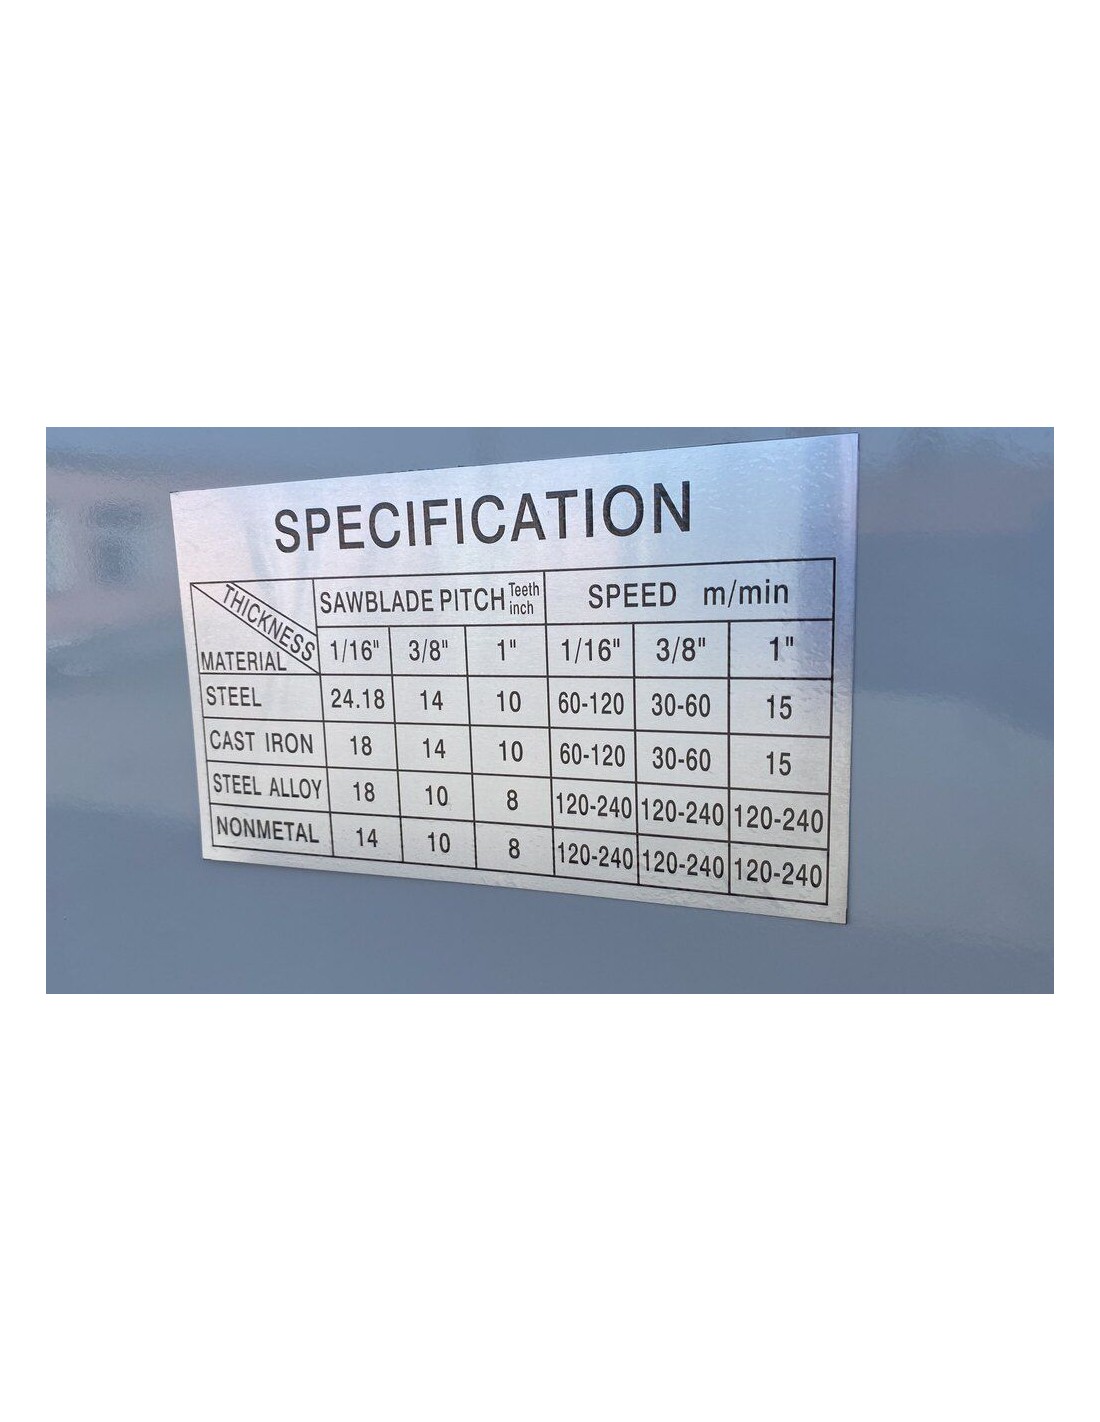 SPECIFICATION
THICKNESS
MATERIAL
SAWBLADE PITCH Teeth inch
SPEED m/min
1/16" 3/8" 1" 1/16" 3/8" 1"
STEEL 24.18 14 10 60-120 30-60 15
CAST IRON 18 14 10 60-120 30-60 15
STEEL ALLOY 18 10 8 120-240 120-240 120-240
NONMETAL 14 10 8 120-240 120-240 120-240